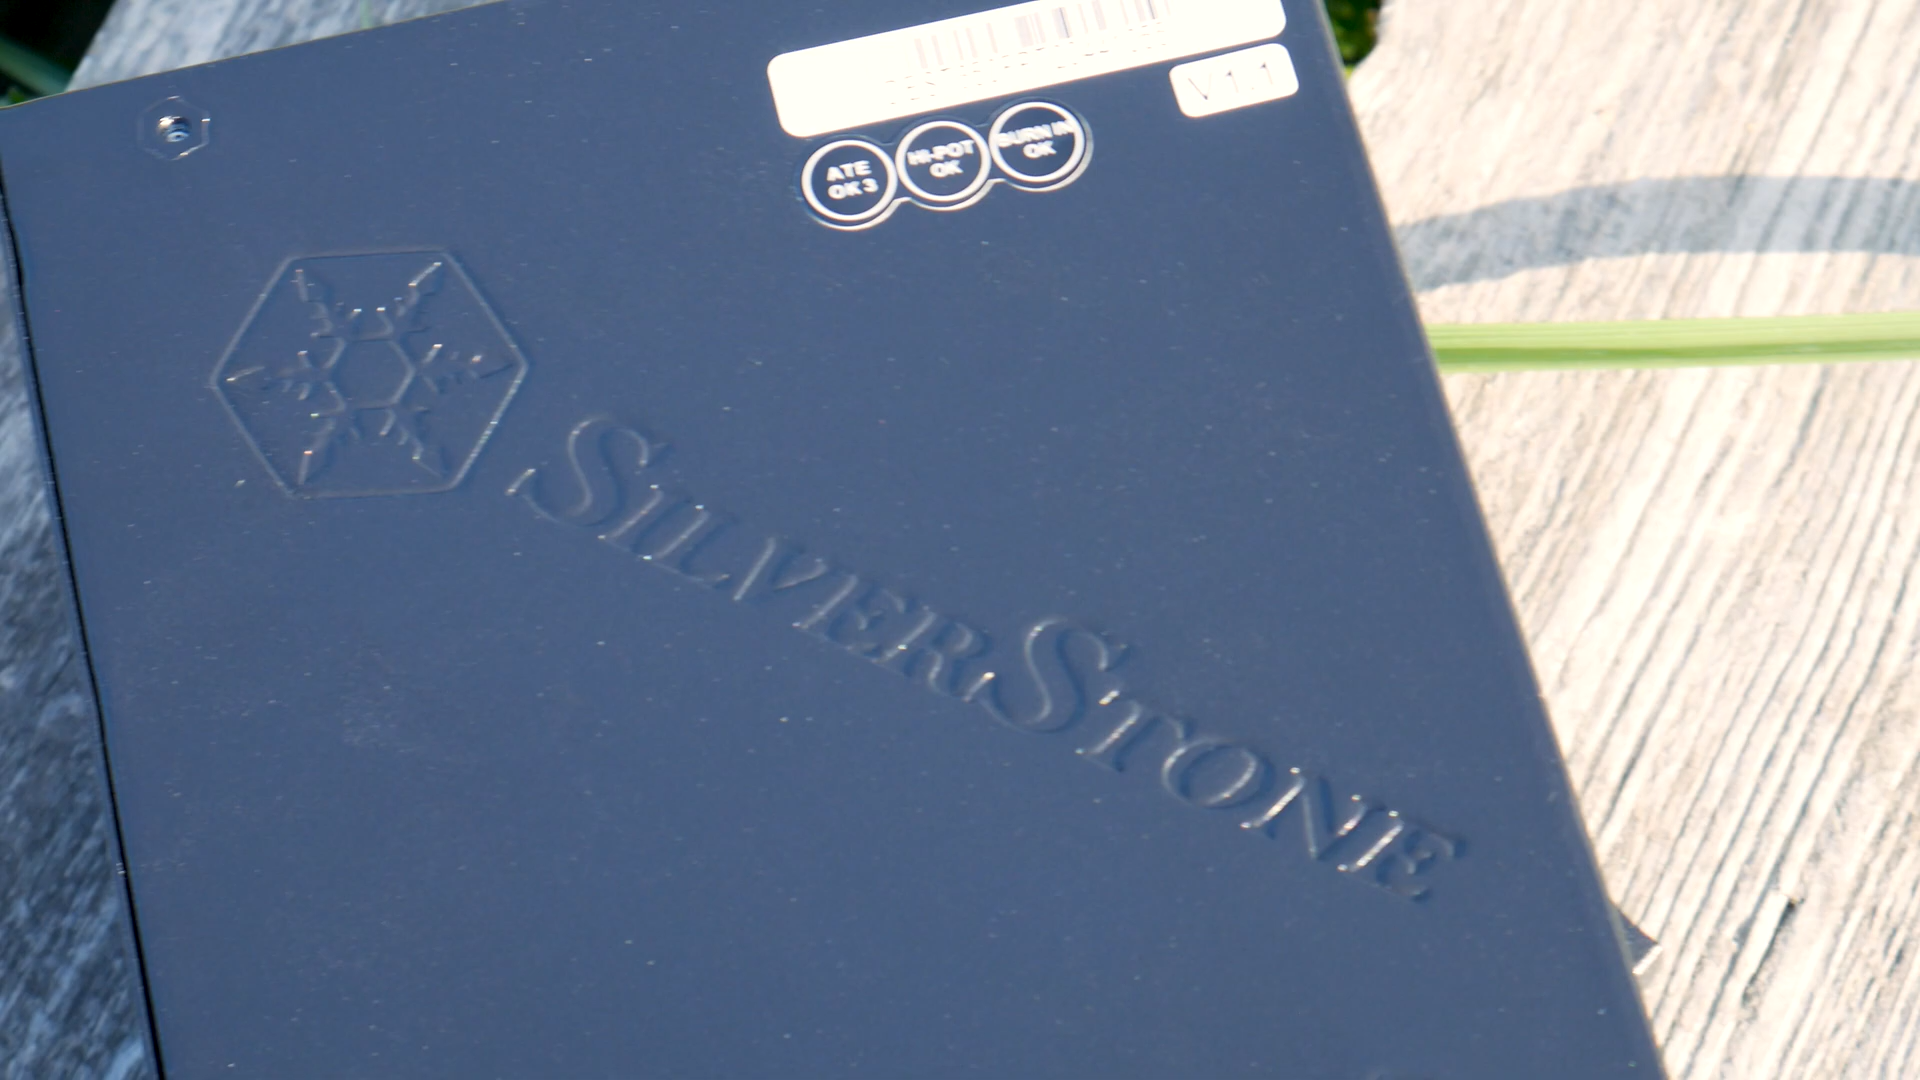 V1.1
ATE
OK 3
HI-POT
OK
BURN IN
OK
SILVERSTONE